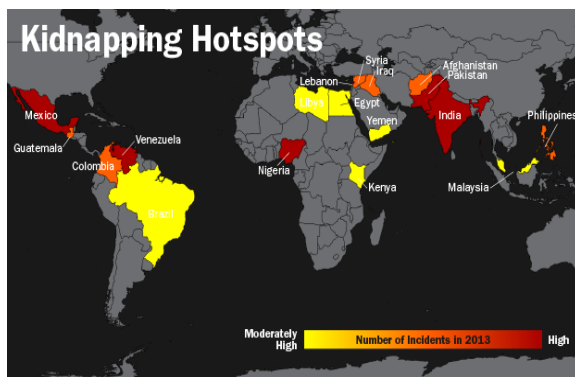 Kidnapping Hotspots
Syria
Iraq
Afghanistan
Pakistan
Lebanon
Libya
Egypt
Mexico
Yemen
India
Philippines
Guatemala
Venezuela
Colombia
Nigeria
Kenya
Malaysia
Brazil
Moderately
High
Number of Incidents in 2013
High